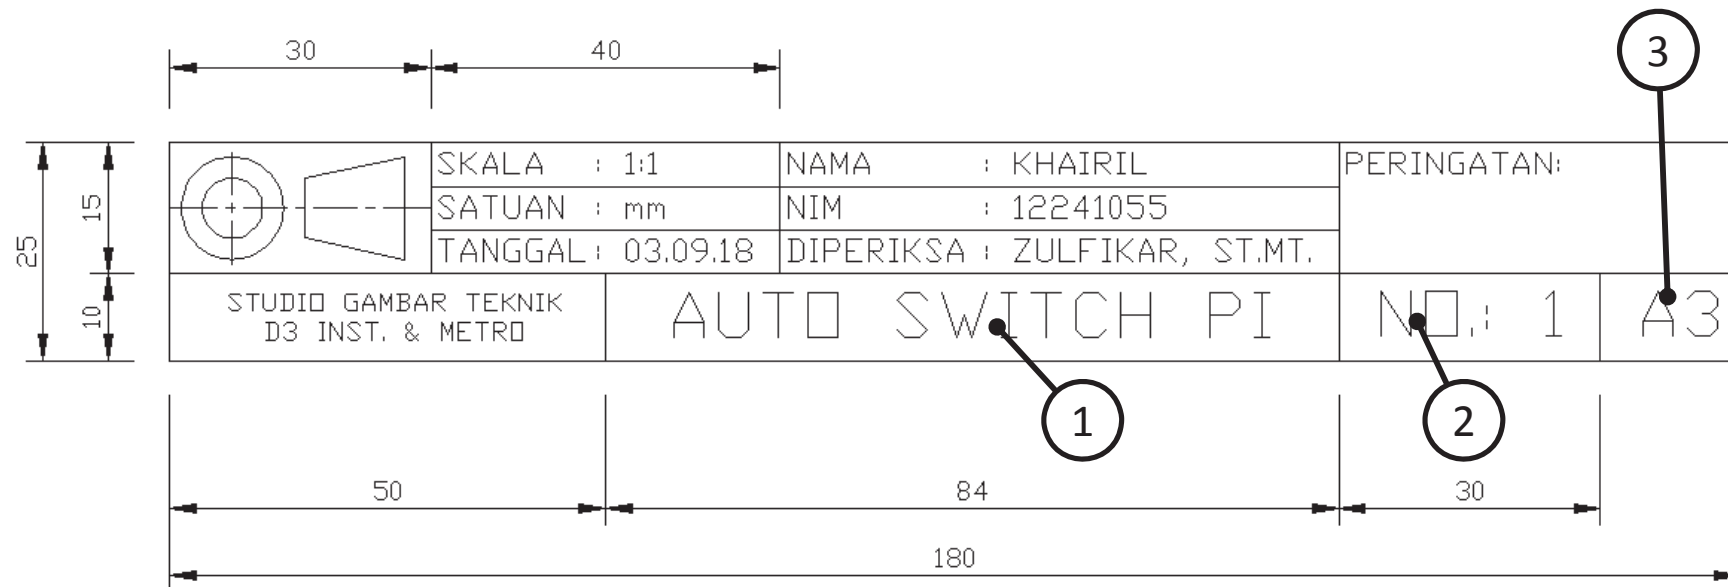 30 40 3
SKALA : 1:1 NAMA : KHAIRIL PERINGATAN:
SATUAN : mm NIM : 12241055
TANGGAL : 03.09.18 DIPERIKSA : ZULFIKAR, ST.MT.
25 15 10
STUDIO GAMBAR TEKNIK
D3 INST. & METRO
AUTO SWITCH PI NO.: 1 A3
1 2
50 84 30
180